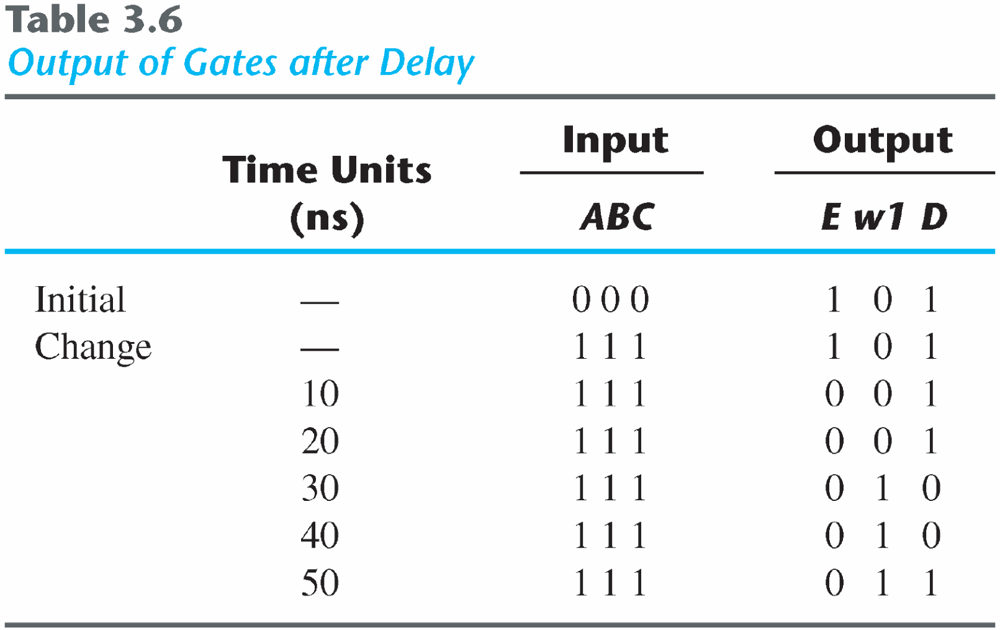 Table 3.6
Output of Gates after Delay
Input Output
Time Units
(ns) ABC E w1 D
Initial — 0 0 0 1 0 1
Change — 1 1 1 1 0 1
10 1 1 1 0 0 1
20 1 1 1 0 0 1
30 1 1 1 0 1 0
40 1 1 1 0 1 0
50 1 1 1 0 1 1